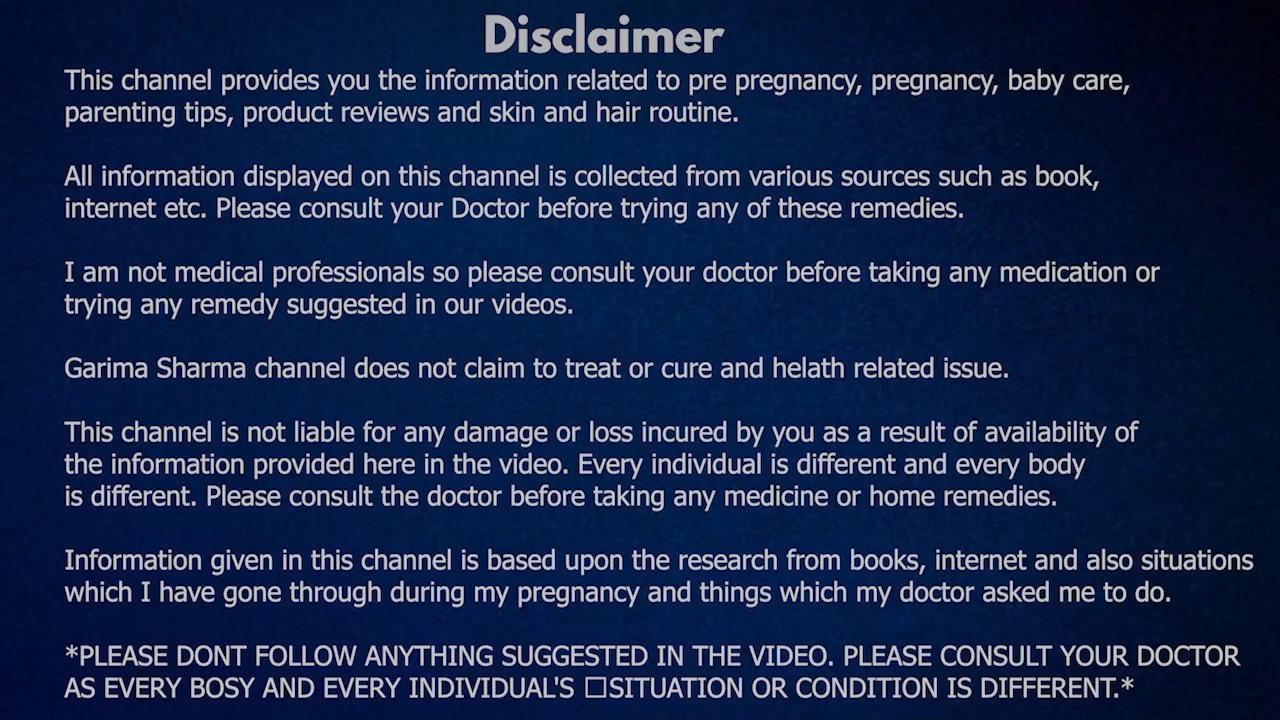 Disclaimer
This channel provides you the information related to pre pregnancy, pregnancy, baby care,
parenting tips, product reviews and skin and hair routine.
All information displayed on this channel is collected from various sources such as book,
internet etc. Please consult your Doctor before trying any of these remedies.
I am not medical professionals so please consult your doctor before taking any medication or
trying any remedy suggested in our videos.
Garima Sharma channel does not claim to treat or cure and helath related issue.
This channel is not liable for any damage or loss incured by you as a result of availability of
the information provided here in the video. Every individual is different and every body
is different. Please consult the doctor before taking any medicine or home remedies.
Information given in this channel is based upon the research from books, internet and also situations
which I have gone through during my pregnancy and things which my doctor asked me to do.
*PLEASE DONT FOLLOW ANYTHING SUGGESTED IN THE VIDEO. PLEASE CONSULT YOUR DOCTOR
AS EVERY BOSY AND EVERY INDIVIDUAL'S □SITUATION OR CONDITION IS DIFFERENT.*